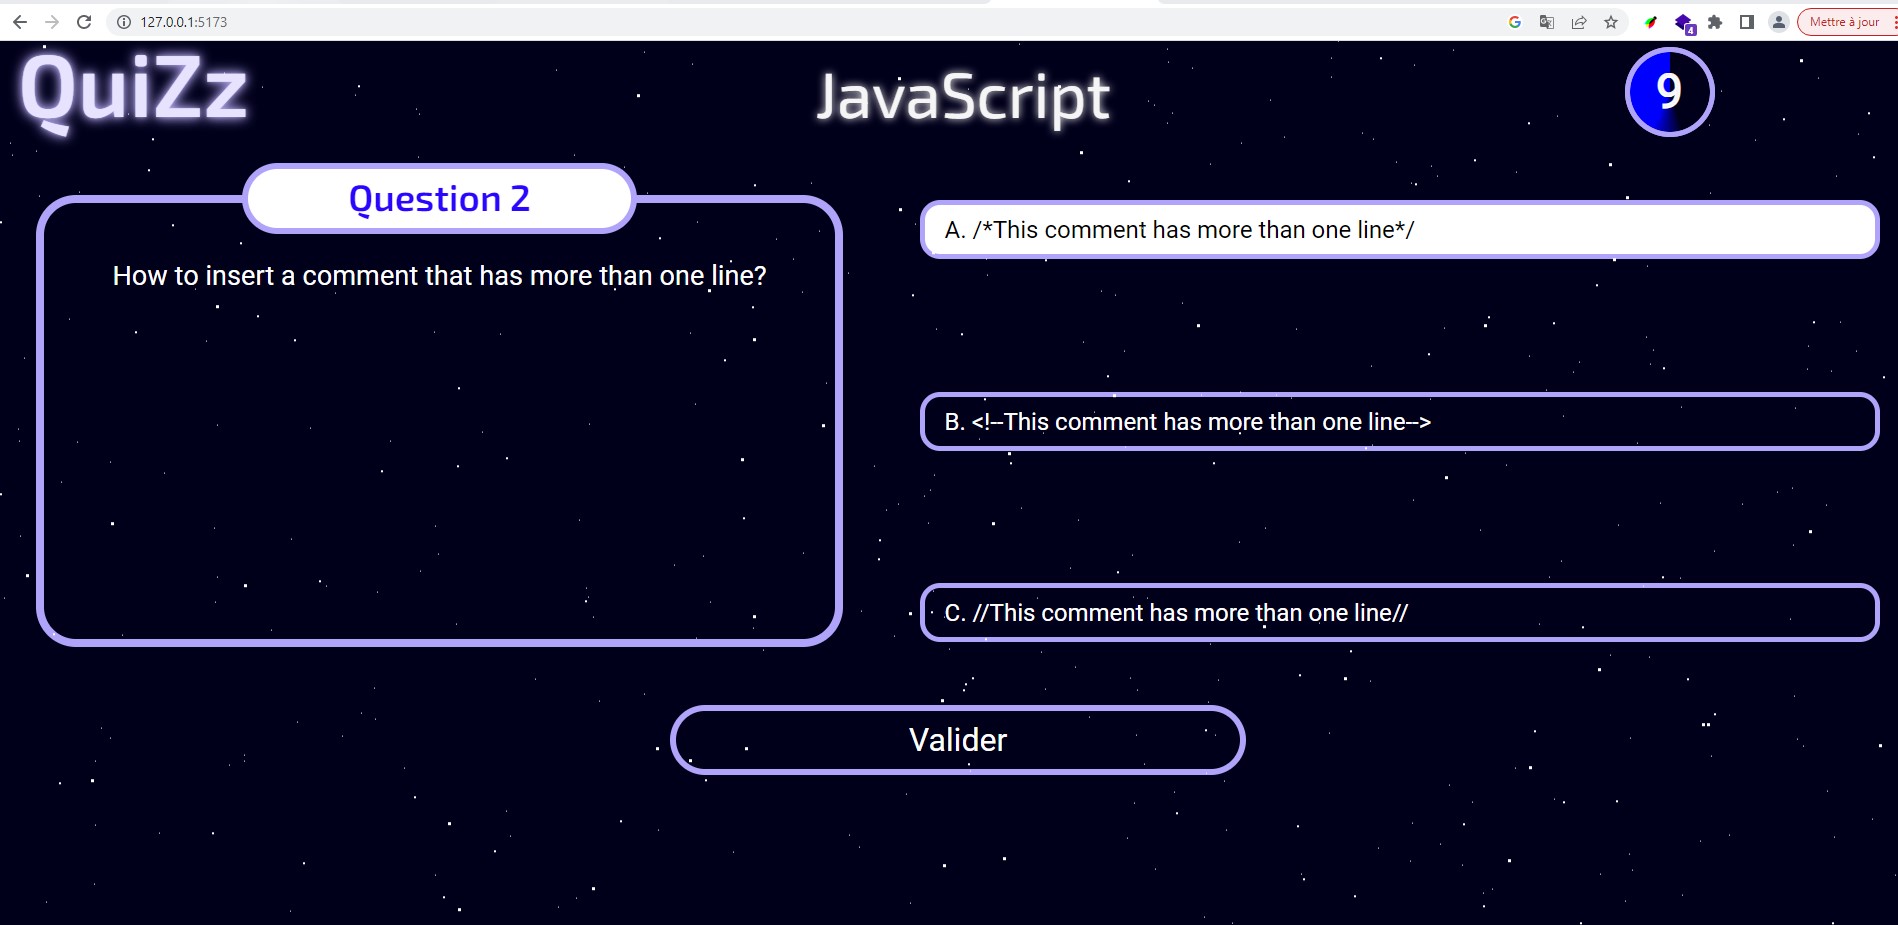 127.0.0.1:5173
4
Mettre à jour
QuiZz
JavaScript
9
Question 2
How to insert a comment that has more than one line?
A. /*This comment has more than one line*/
B. <!--This comment has more than one line-->
C. //This comment has more than one line//
Valider